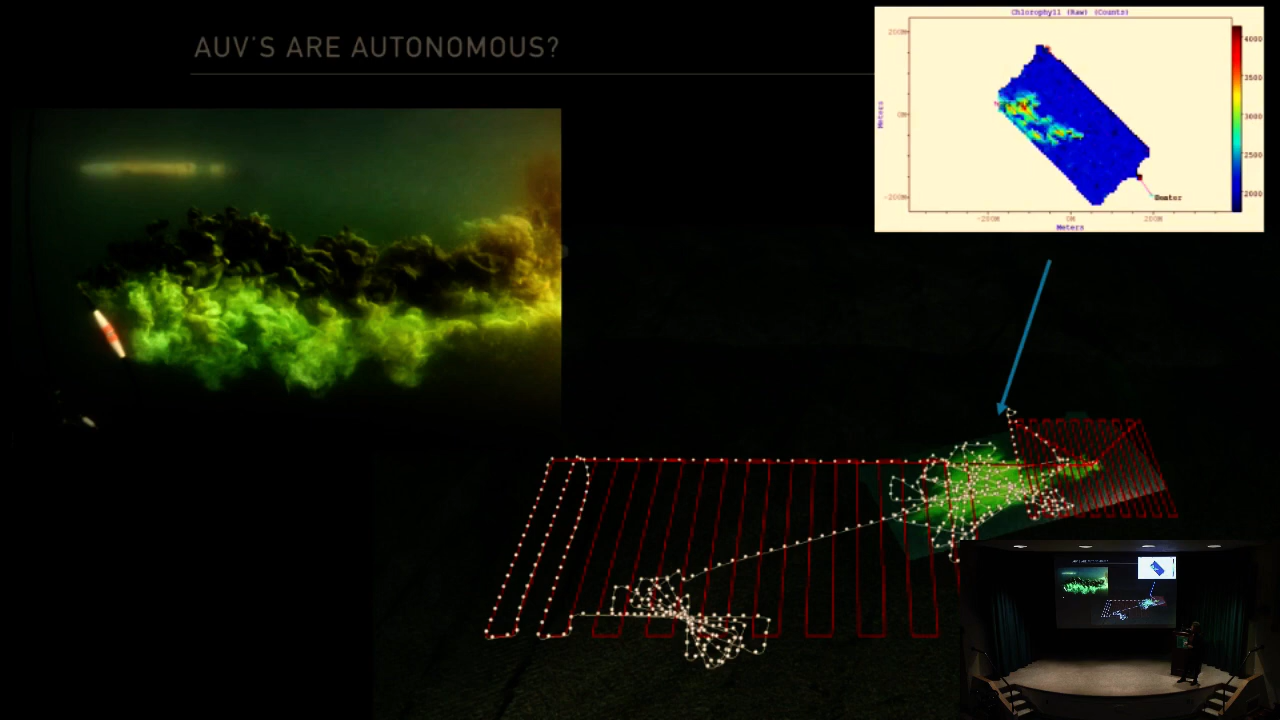 AUV'S ARE AUTONOMOUS?
Chlorophyll (Raw) (Counts)
200M
0M
-200M
Meters
-200M
0M
200M
Meters
4000
3500
3000
2500
2000